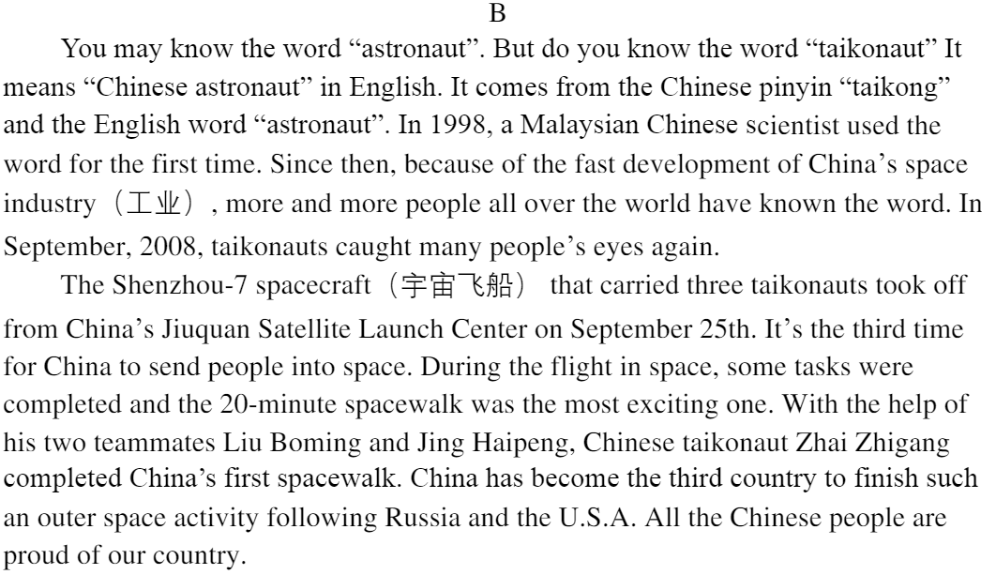 B
You may know the word “astronaut”. But do you know the word “taikonaut” It
means “Chinese astronaut” in English. It comes from the Chinese pinyin “taikong”
and the English word “astronaut”. In 1998, a Malaysian Chinese scientist used the
word for the first time. Since then, because of the fast development of China’s space
industry（工业）, more and more people all over the world have known the word. In
September, 2008, taikonauts caught many people’s eyes again.
The Shenzhou-7 spacecraft（宇宙飞船） that carried three taikonauts took off
from China’s Jiuquan Satellite Launch Center on September 25th. It’s the third time
for China to send people into space. During the flight in space, some tasks were
completed and the 20-minute spacewalk was the most exciting one. With the help of
his two teammates Liu Boming and Jing Haipeng, Chinese taikonaut Zhai Zhigang
completed China’s first spacewalk. China has become the third country to finish such
an outer space activity following Russia and the U.S.A. All the Chinese people are
proud of our country.